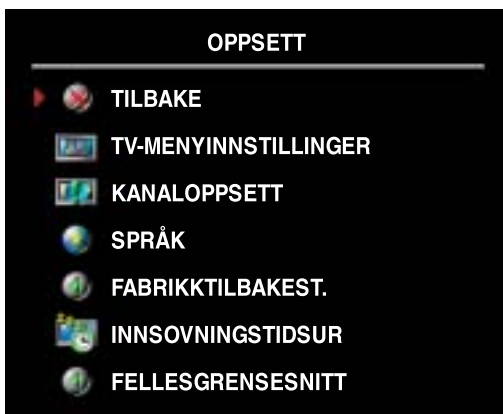 OPPSETT
TILBAKE
TV-MENYINNSTILLINGER
KANALOPPSETT
SPRÅK
FABRIKKTILBAKEST.
INNSOVNINGSTIDSUR
FELLESGRENSESNITT